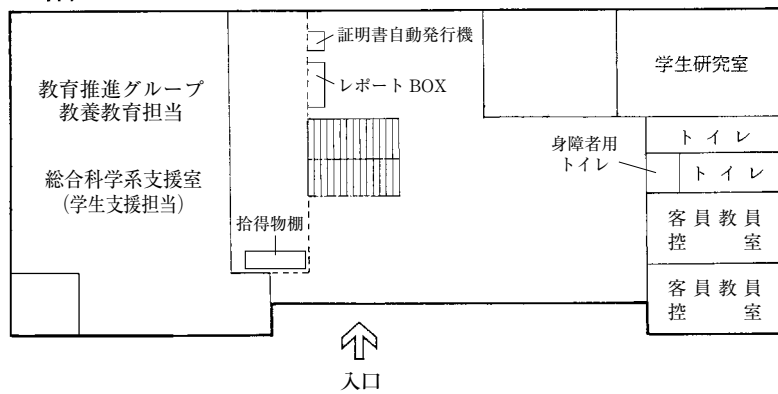 証明書自動発行機
レポート BOX
教育推進グループ
教養教育担当
総合科学系支援室
(学生支援担当)
拾得物棚
学生研究室
トイレ
身障者用
トイレ
トイレ
客員教員
控室
客員教員
控室
入口